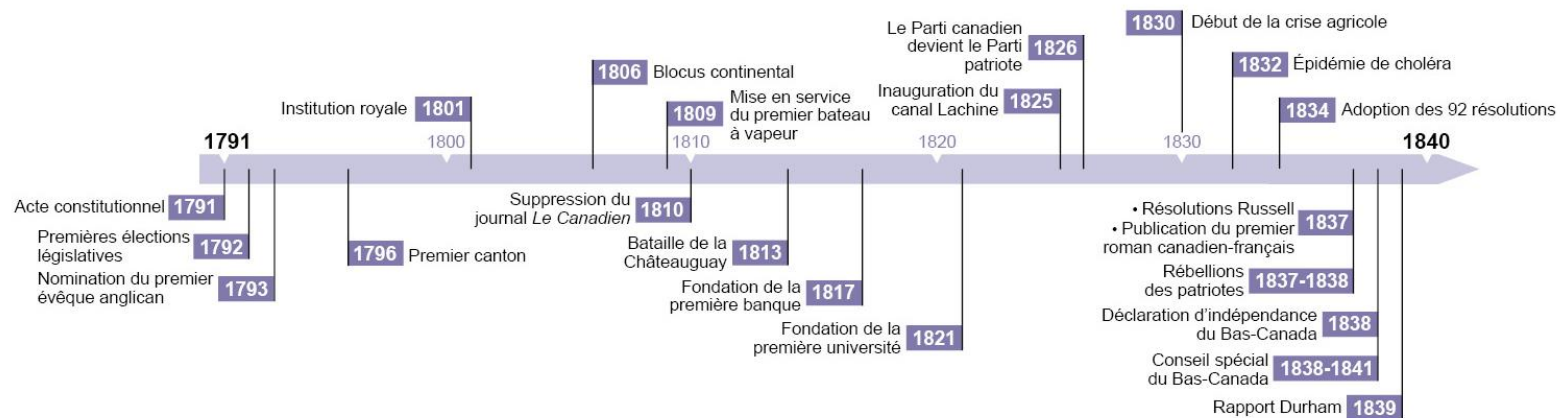 1830 Début de la crise agricole
Le Parti canadien
devient le Parti
patriote
1826
1832 Épidémie de choléra
1806 Blocus continental
Institution royale 1801
1809
Mise en service
du premier bateau
à vapeur
Inauguration du
canal Lachine
1825
1834 Adoption des 92 résolutions
1791
1800
1810
1820
1830
1840
Acte constitutionnel 1791
Premières élections
législatives
1792
Nomination du premier
évêque anglican
1793
1796 Premier canton
Suppression du
journal Le Canadien
1810
Bataille de la
Châteauguay
1813
Fondation de la
première banque
1817
Fondation de la
première université
1821
• Résolutions Russell
• Publication du premier
roman canadien-français
1837
Rébellions
des patriotes
1837-1838
Déclaration d'indépendance
du Bas-Canada
1838
Conseil spécial
du Bas-Canada
1838-1841
Rapport Durham 1839